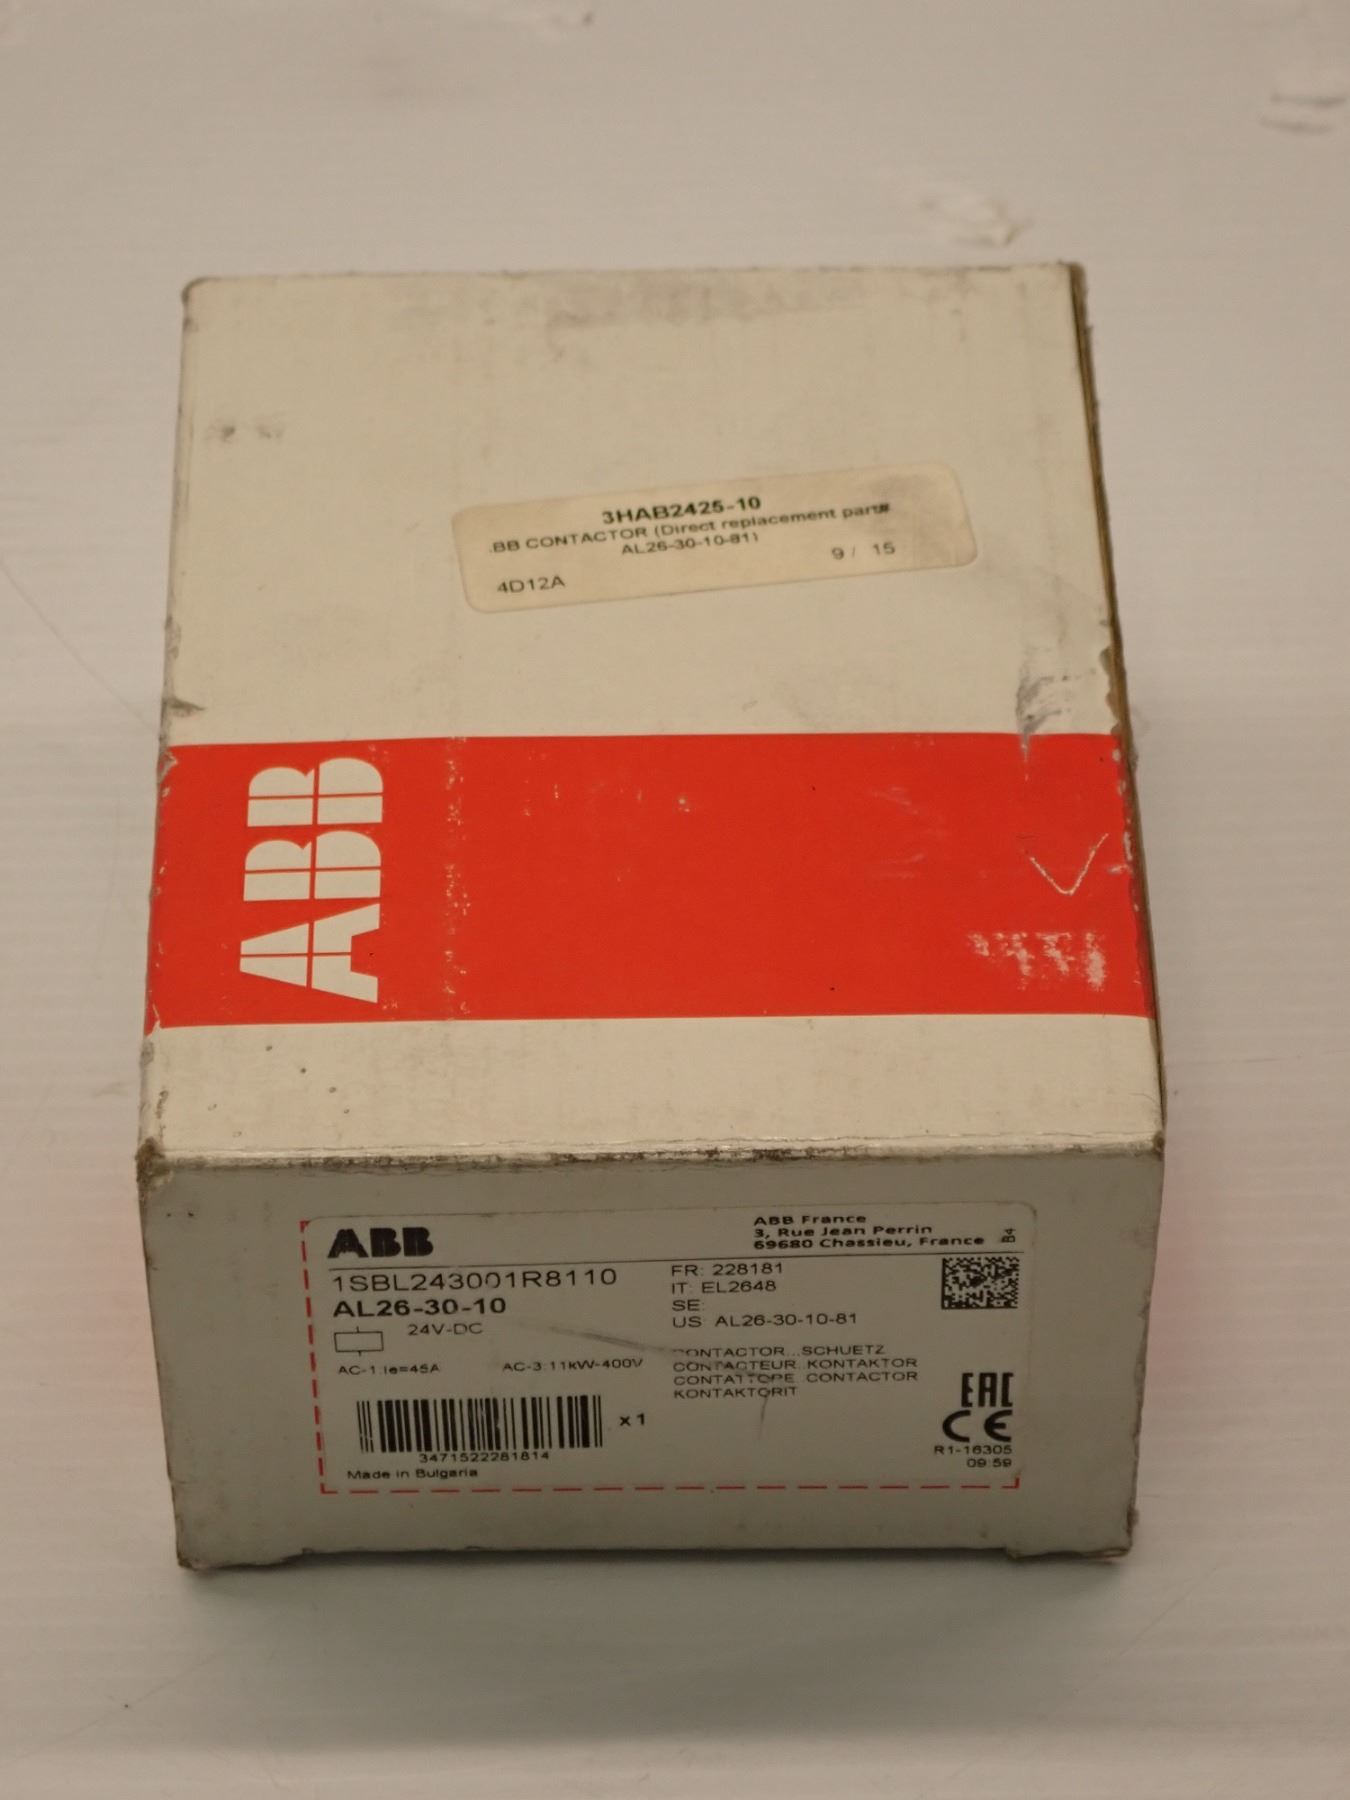 3HAB2425-10
.BB CONTACTOR (Direct replacement part#
AL26-30-10-81)
4D12A 9 / 15
ABB
ABB
ABB France
3, Rue Jean Perrin
69680 Chassieu, France
B4
1SBL243001R8110
AL26-30-10
24V-DC
AC-1:Ie=45A AC-3:11kW-400V
FR: 228181
IT: EL2648
SE:
US: AL26-30-10-81
CONTACTOR...SCHUETZ
CONTACTEUR..KONTAKTOR
CONTATTOPE..CONTACTOR
KONTAKTORIT
x1
3471522281814
Made in Bulgaria
EAC
CE
R1-16305
09:59